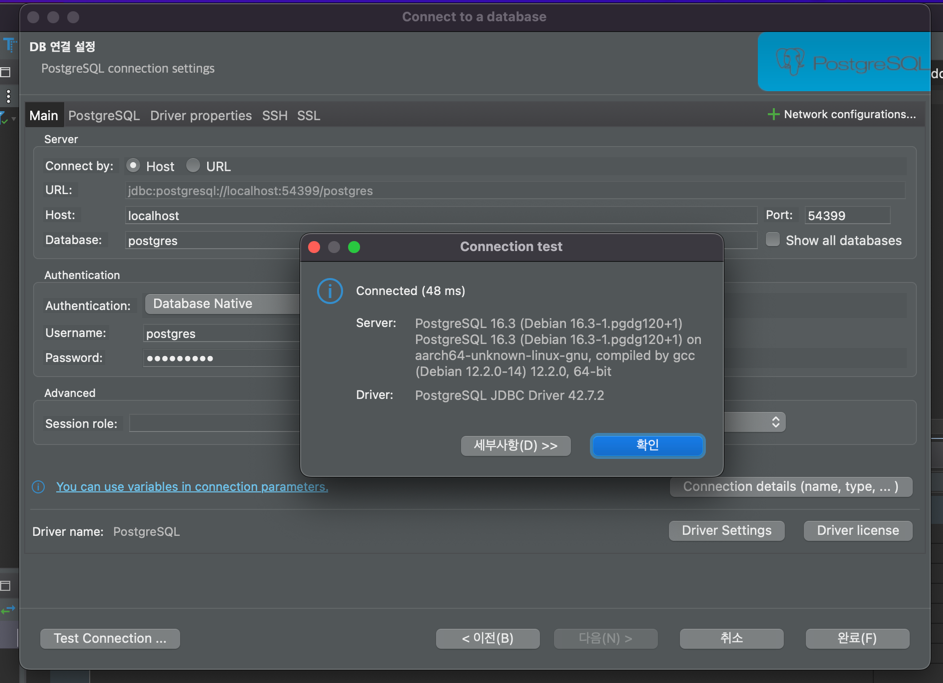 Connect to a database
DB 연결 설정
PostgreSQL connection settings
PostgreSQL
Main PostgreSQL Driver properties SSH SSL
Network configurations...
Server
Connect by: Host URL
URL: jdbc:postgresql://localhost:54399/postgres
Host: localhost Port: 54399
Database: postgres Show all databases
Connection test
Connected (48 ms)
Server: PostgreSQL 16.3 (Debian 16.3-1.pgdg120+1)
PostgreSQL 16.3 (Debian 16.3-1.pgdg120+1) on
aarch64-unknown-linux-gnu, compiled by gcc
(Debian 12.2.0-14) 12.2.0, 64-bit
Driver: PostgreSQL JDBC Driver 42.7.2
세부사항(D) >> 확인
Authentication
Authentication: Database Native
Username: postgres
Password: •••••••••
Advanced
Session role:
You can use variables in connection parameters.
Connection details (name, type, ... )
Driver name: PostgreSQL
Driver Settings Driver license
Test Connection ... < 이전(B) 다음(N) > 취소 완료(F)